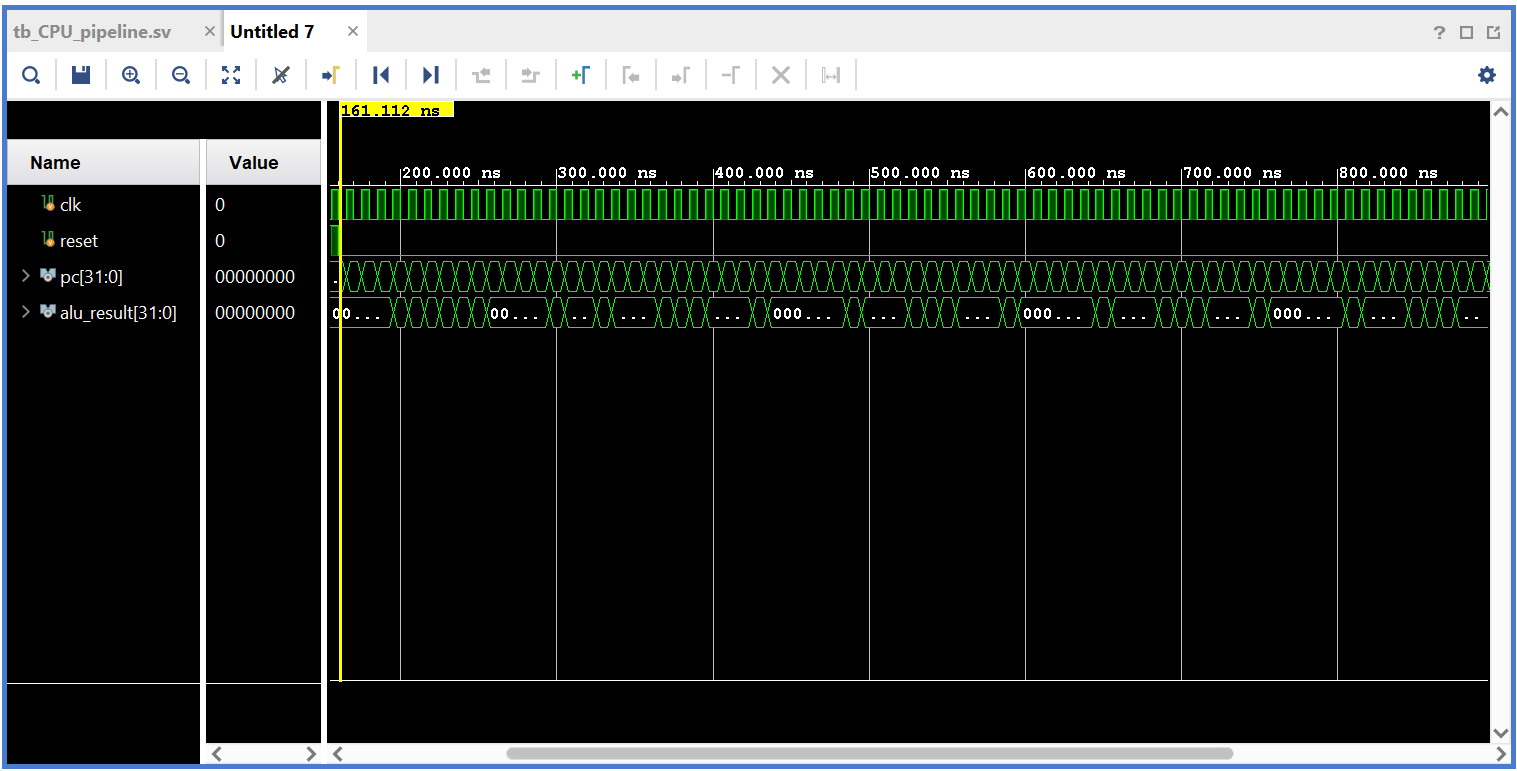 tb_CPU_pipeline.sv × Untitled 7 × ?
161.112 ns
Name Value
200.000 ns 300.000 ns 400.000 ns 500.000 ns 600.000 ns 700.000 ns 800.000 ns
clk 0
reset 0
pc[31:0] 00000000 .
alu_result[31:0] 00000000 00... 00... .. ... ... 000... ... ... 000... ... ... 000... ... ..